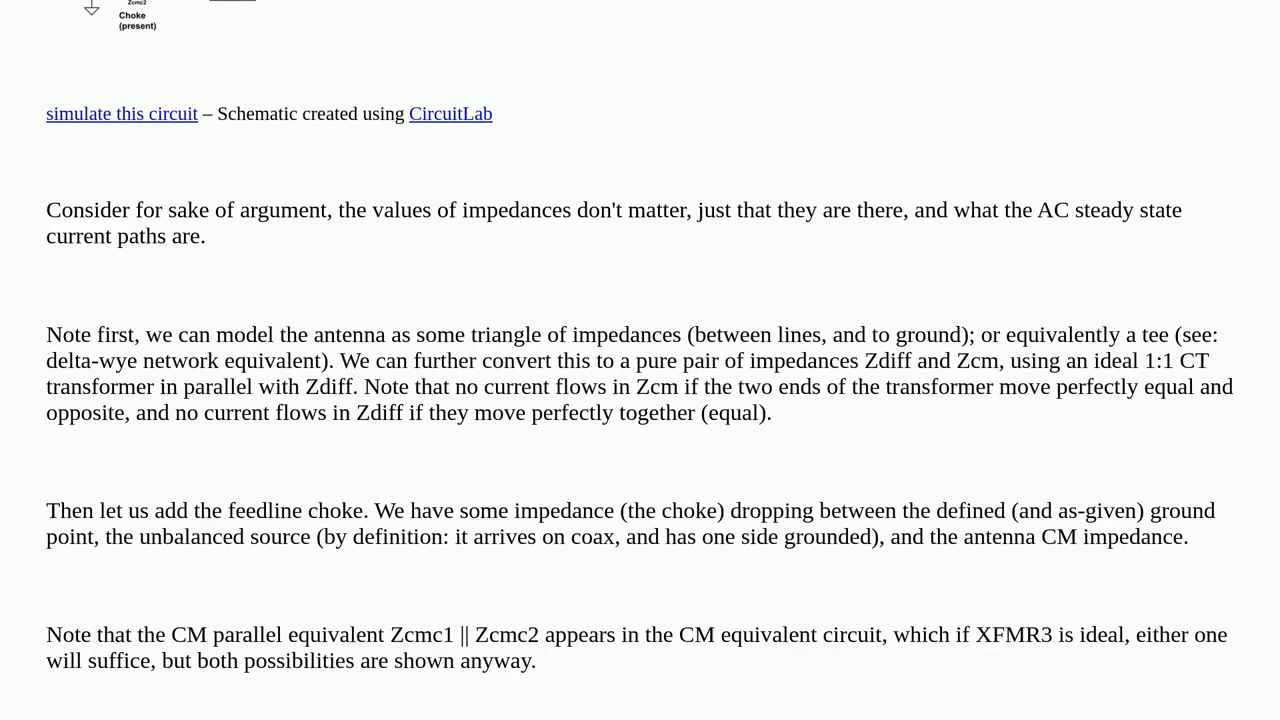 Zcmc2
Choke
(present)
simulate this circuit – Schematic created using CircuitLab
Consider for sake of argument, the values of impedances don't matter, just that they are there, and what the AC steady state
current paths are.
Note first, we can model the antenna as some triangle of impedances (between lines, and to ground); or equivalently a tee (see:
delta-wye network equivalent). We can further convert this to a pure pair of impedances Zdiff and Zcm, using an ideal 1:1 CT
transformer in parallel with Zdiff. Note that no current flows in Zcm if the two ends of the transformer move perfectly equal and
opposite, and no current flows in Zdiff if they move perfectly together (equal).
Then let us add the feedline choke. We have some impedance (the choke) dropping between the defined (and as-given) ground
point, the unbalanced source (by definition: it arrives on coax, and has one side grounded), and the antenna CM impedance.
Note that the CM parallel equivalent Zcmc1 || Zcmc2 appears in the CM equivalent circuit, which if XFMR3 is ideal, either one
will suffice, but both possibilities are shown anyway.